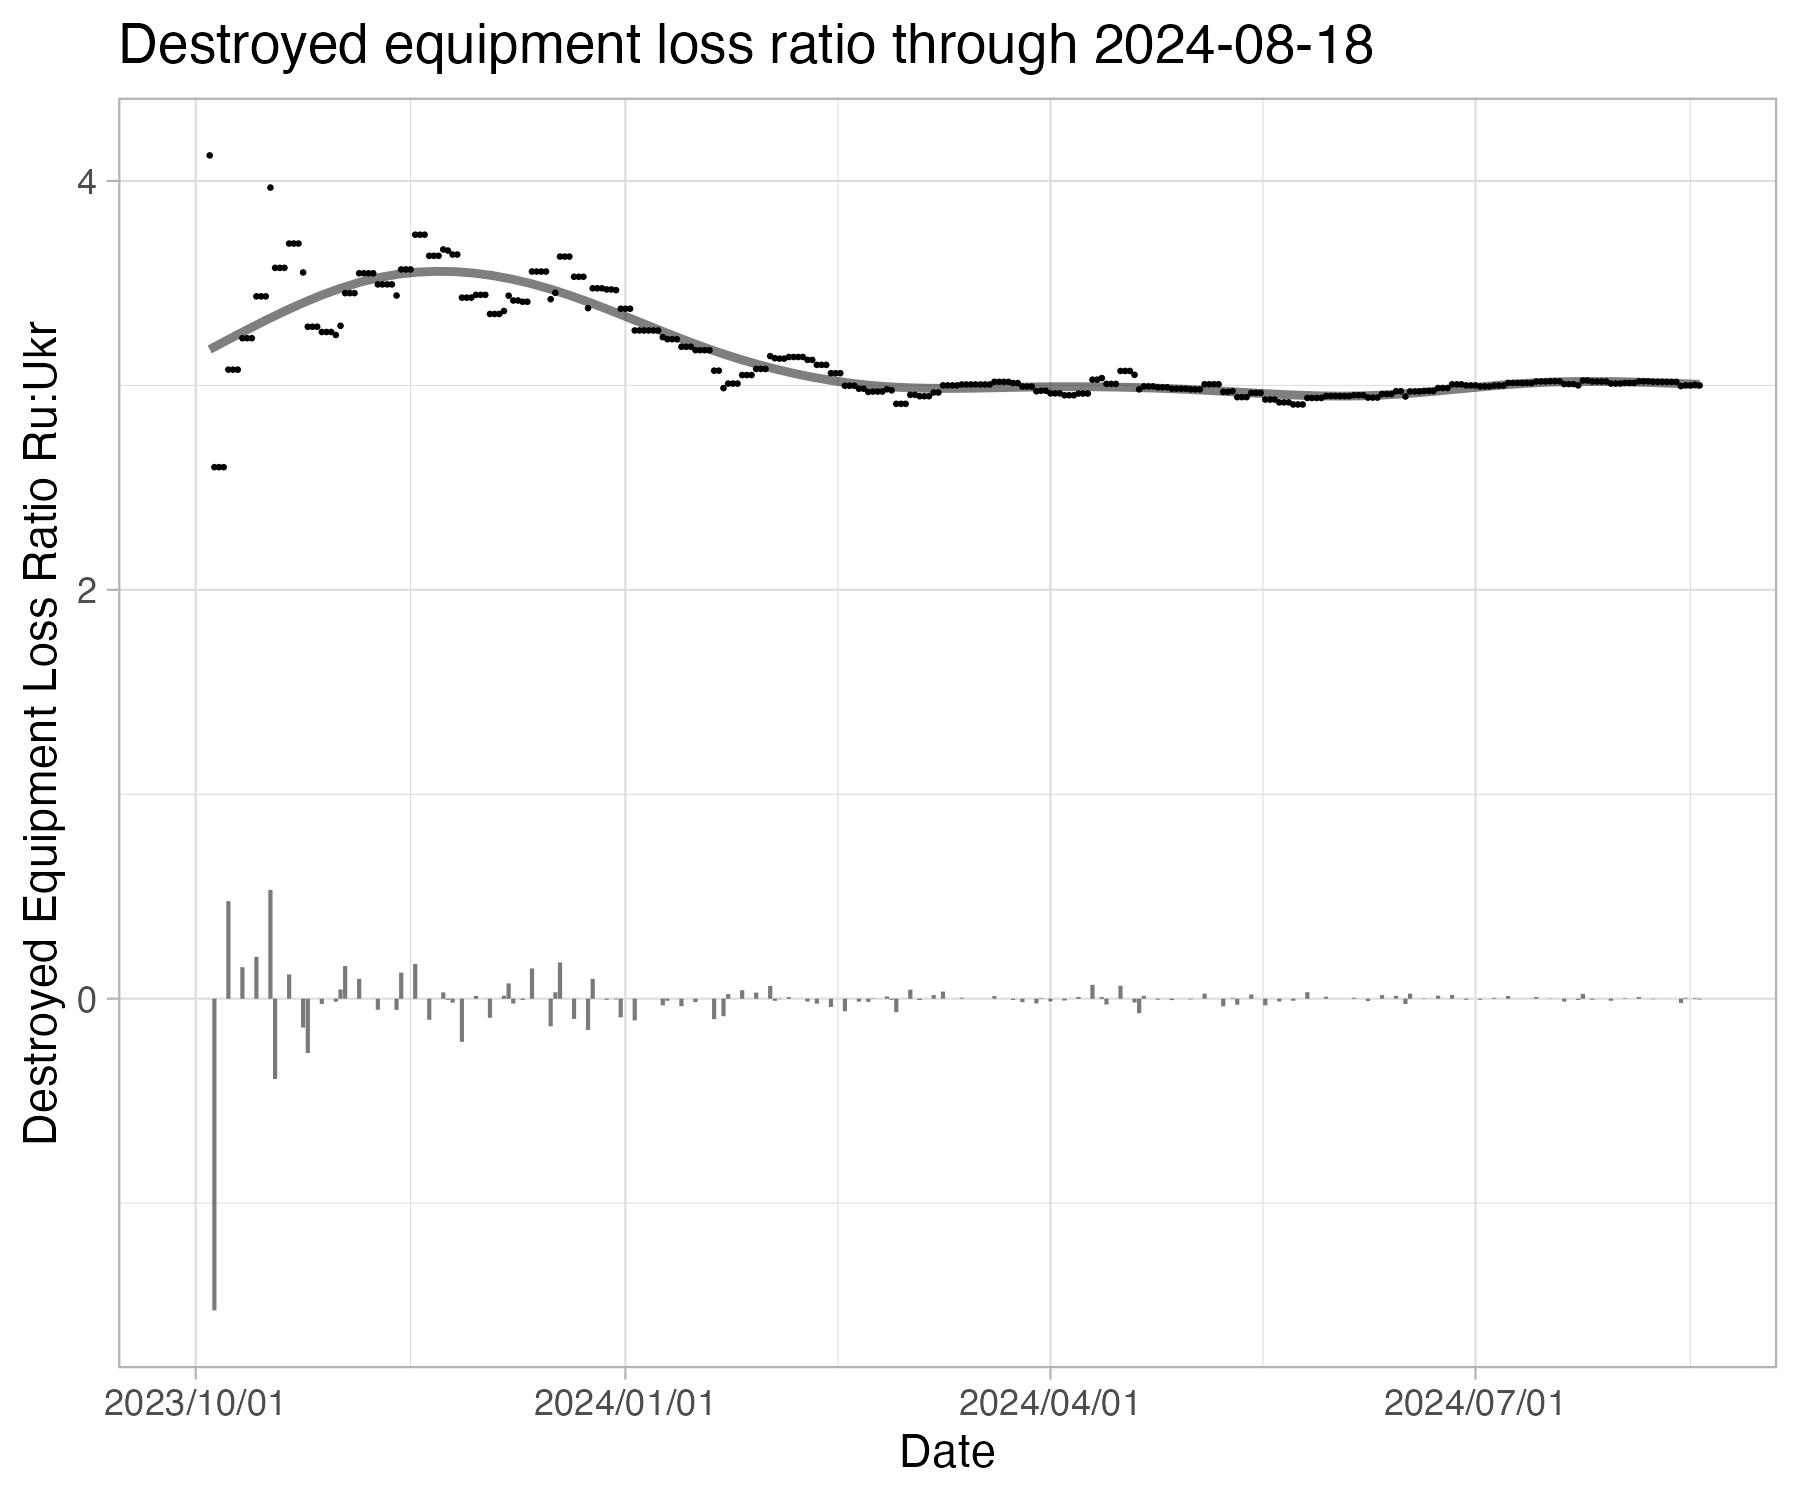 Destroyed equipment loss ratio through 2024-08-18
Destroyed Equipment Loss Ratio Ru:Ukr
4
2
0
2023/10/01
2024/01/01
2024/04/01
2024/07/01
Date